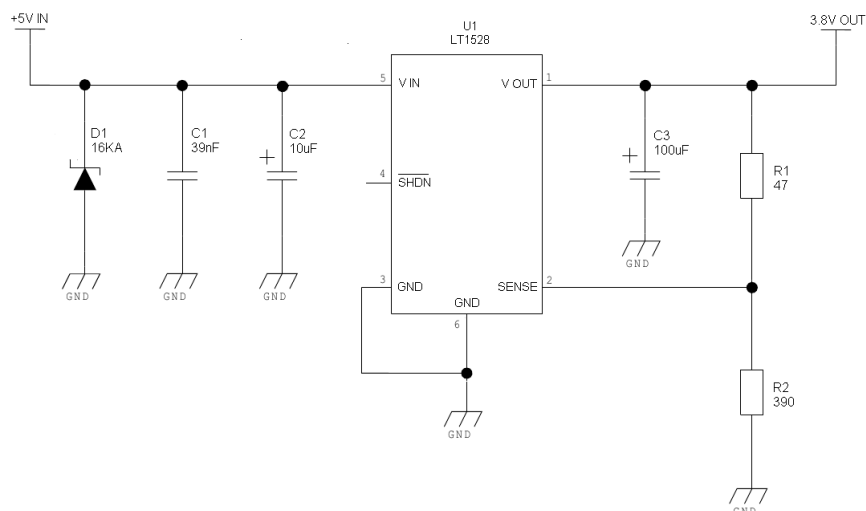 +5V IN
U1
LT1528
3.8V OUT
5
V IN
V OUT
1
D1
16KA
C1
39nF
C2
10uF
C3
100uF
4
SHDN
R1
47
3
GND
SENSE
2
GND
6
GND
GND
GND
GND
GND
R2
390
GND